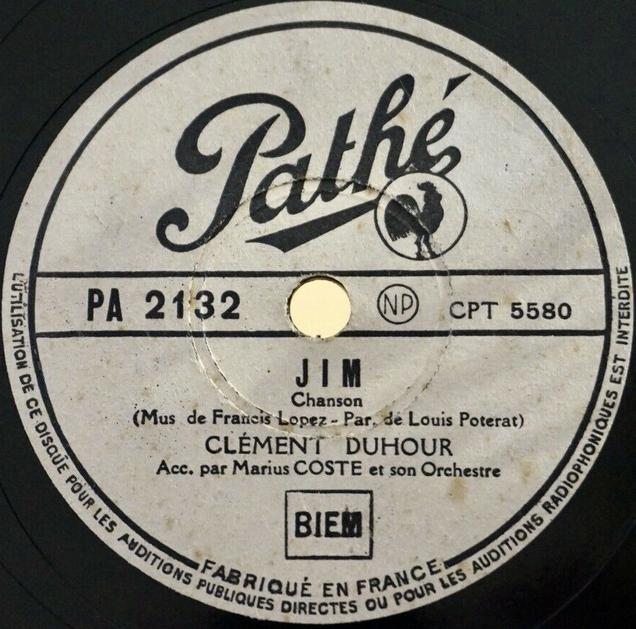 Pathé
PA 2132 NP CPT 5580
JIM
Chanson
(Mus de Francis Lopez - Par. de Louis Poterat)
CLÉMENT DUHOUR
Acc. par Marius COSTE et son Orchestre
BIEM
FABRIQUÉ EN FRANCE
L'UTILISATION DE CE DISQUE POUR LES AUDITIONS PUBLIQUES DIRECTES OU POUR LES AUDITIONS RADIOPHONIQUES EST INTERDITE